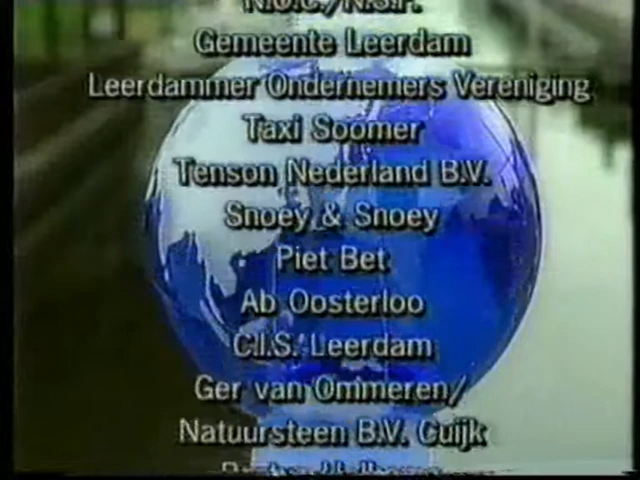 N.O.C./N.S.F.
Gemeente Leerdam
Leerdammer Ondernemers Vereniging
Taxi Soomer
Tenson Nederland B.V.
Snoey & Snoey
Piet Bet
Ab Oosterloo
C.I.S. Leerdam
Ger van Ommeren/
Natuursteen B.V. Cuijk